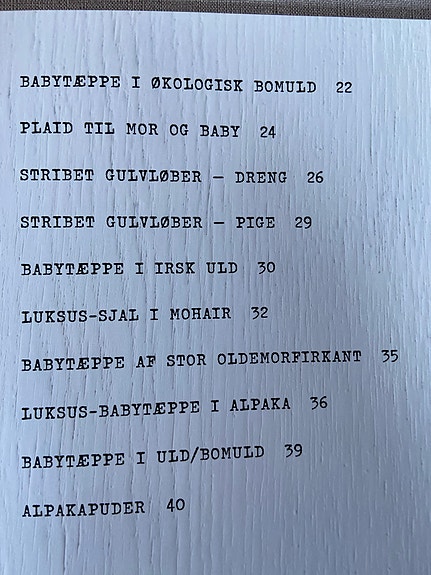 BABYTÆPPE I ØKOLOGISK BOMULD 22
PLAID TIL MOR OG BABY 24
STRIBET GULVLØBER – DRENG 26
STRIBET GULVLØBER – PIGE 29
BABYTÆPPE I IRSK ULD 30
LUKSUS-SJAL I MOHAIR 32
BABYTÆPPE AF STOR OLDEMORFIRKANT 35
LUKSUS-BABYTÆPPE I ALPAKA 36
BABYTÆPPE I ULD/BOMULD 39
ALPAKAPUDER 40